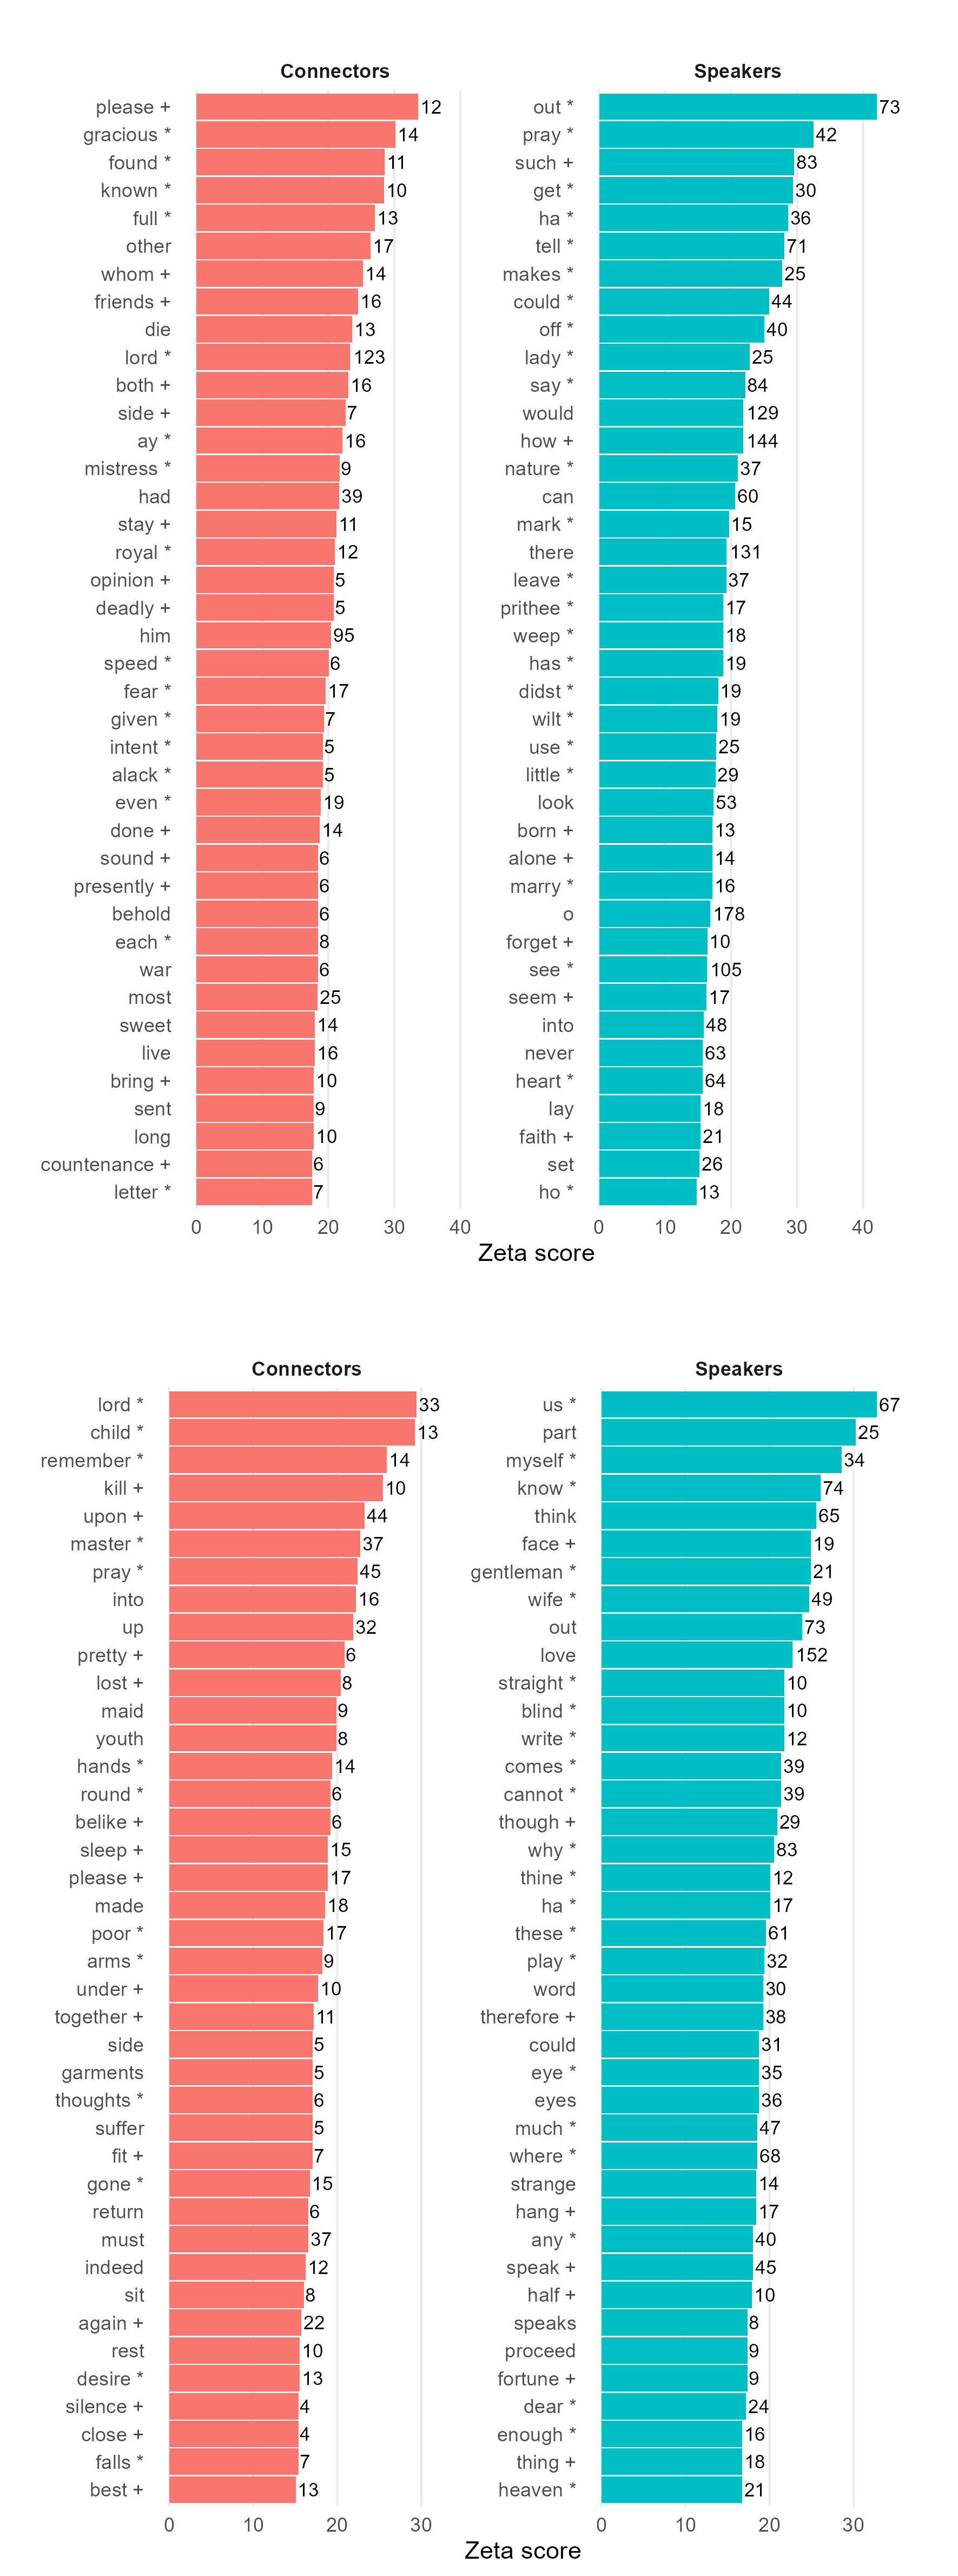 Connectors Speakers
please + 12 out * 73
gracious * 14 pray * 42
found * 11 such + 83
known * 10 get * 30
full * 13 ha * 36
other 17 tell * 71
whom + 14 makes * 25
friends + 16 could * 44
die 13 off * 40
lord * 123 lady * 25
both + 16 say * 84
side + 7 would 129
ay * 16 how + 144
mistress * 9 nature * 37
had 39 can 60
stay + 11 mark * 15
royal * 12 there 131
opinion + 5 leave * 37
deadly + 5 prithee * 17
him 95 weep * 18
speed * 6 has * 19
fear * 17 didst * 19
given * 7 wilt * 19
intent * 5 use * 25
alack * 5 little * 29
even * 19 look 53
done + 14 born + 13
sound + 6 alone + 14
presently + 6 marry * 16
behold 6 o 178
each * 8 forget + 10
war 6 see * 105
most 25 seem + 17
sweet 14 into 48
live 16 never 63
bring + 10 heart * 64
sent 9 lay 18
long 10 faith + 21
countenance + 6 set 26
letter * 7 ho * 13
0 10 20 30 40 0 10 20 30 40
Zeta score
Connectors Speakers
lord * 33 us * 67
child * 13 part 25
remember * 14 myself * 34
kill + 10 know * 74
upon + 44 think 65
master * 37 face + 19
pray * 45 gentleman * 21
into 16 wife * 49
up 32 out 73
pretty + 6 love 152
lost + 8 straight * 10
maid 9 blind * 10
youth 8 write * 12
hands * 14 comes * 39
round * 6 cannot * 39
belike + 6 though + 29
sleep + 15 why * 83
please + 17 thine * 12
made 18 ha * 17
poor * 17 these * 61
arms * 9 play * 32
under + 10 word 30
together + 11 therefore + 38
side 5 could 31
garments 5 eye * 35
thoughts * 6 eyes 36
suffer 5 much * 47
fit + 7 where * 68
gone * 15 strange 14
return 6 hang + 17
must 37 any * 40
indeed 12 speak + 45
sit 8 half + 10
again + 22 speaks 8
rest 10 proceed 9
desire * 13 fortune + 9
silence + 4 dear * 24
close + 4 enough * 16
falls * 7 thing + 18
best + 13 heaven * 21
0 10 20 30 0 10 20 30
Zeta score